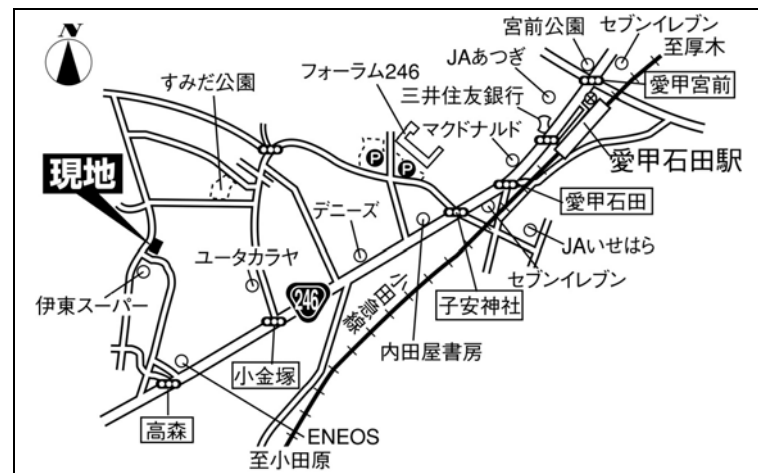 N
宮前公園
セブンイレブン
至厚木
JAあつぎ
フォーラム246
すみだ公園
愛甲宮前
三井住友銀行
マクドナルド
P
P
愛甲石田駅
現地
愛甲石田
デニーズ
JAいせはら
ユータカラヤ
セブンイレブン
伊東スーパー
246
小田急線
子安神社
内田屋書房
小金塚
高森
ENEOS
至小田原